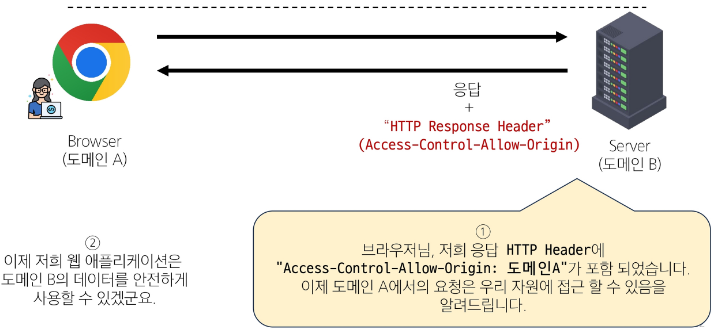 응답
+
“HTTP Response Header”
(Access-Control-Allow-Origin)
Browser
(도메인 A)
Server
(도메인 B)
①
브라우저님, 저희 응답 HTTP Header에
"Access-Control-Allow-Origin: 도메인A"가 포함 되었습니다.
이제 도메인 A에서의 요청은 우리 자원에 접근 할 수 있음을
알려드립니다.
②
이제 저희 웹 애플리케이션은
도메인 B의 데이터를 안전하게
사용할 수 있겠군요.